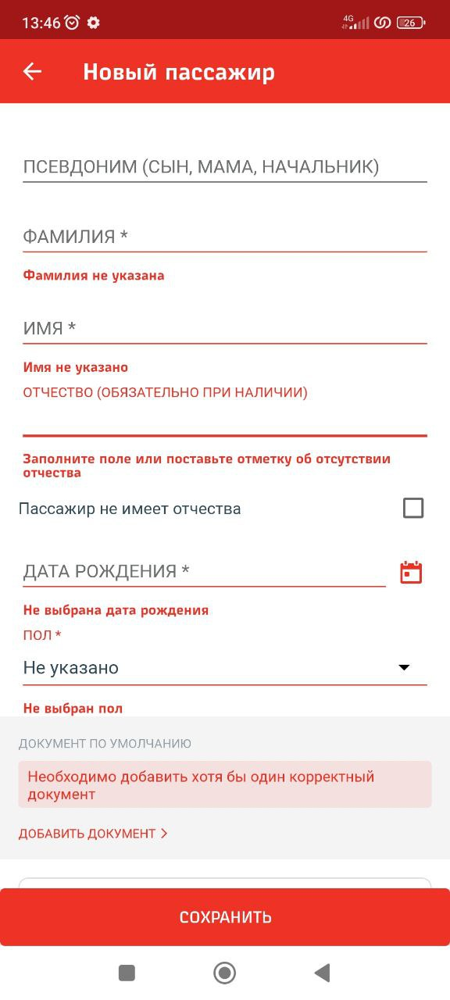 13:46
4G
26
Новый пассажир
ПСЕВДОНИМ (СЫН, МАМА, НАЧАЛЬНИК)
ФАМИЛИЯ *
Фамилия не указана
ИМЯ *
Имя не указано
ОТЧЕСТВО (ОБЯЗАТЕЛЬНО ПРИ НАЛИЧИИ)
Заполните поле или поставьте отметку об отсутствии
отчества
Пассажир не имеет отчества
ДАТА РОЖДЕНИЯ *
Не выбрана дата рождения
ПОЛ *
Не указано
Не выбран пол
ДОКУМЕНТ ПО УМОЛЧАНИЮ
Необходимо добавить хотя бы один корректный
документ
ДОБАВИТЬ ДОКУМЕНТ
СОХРАНИТЬ